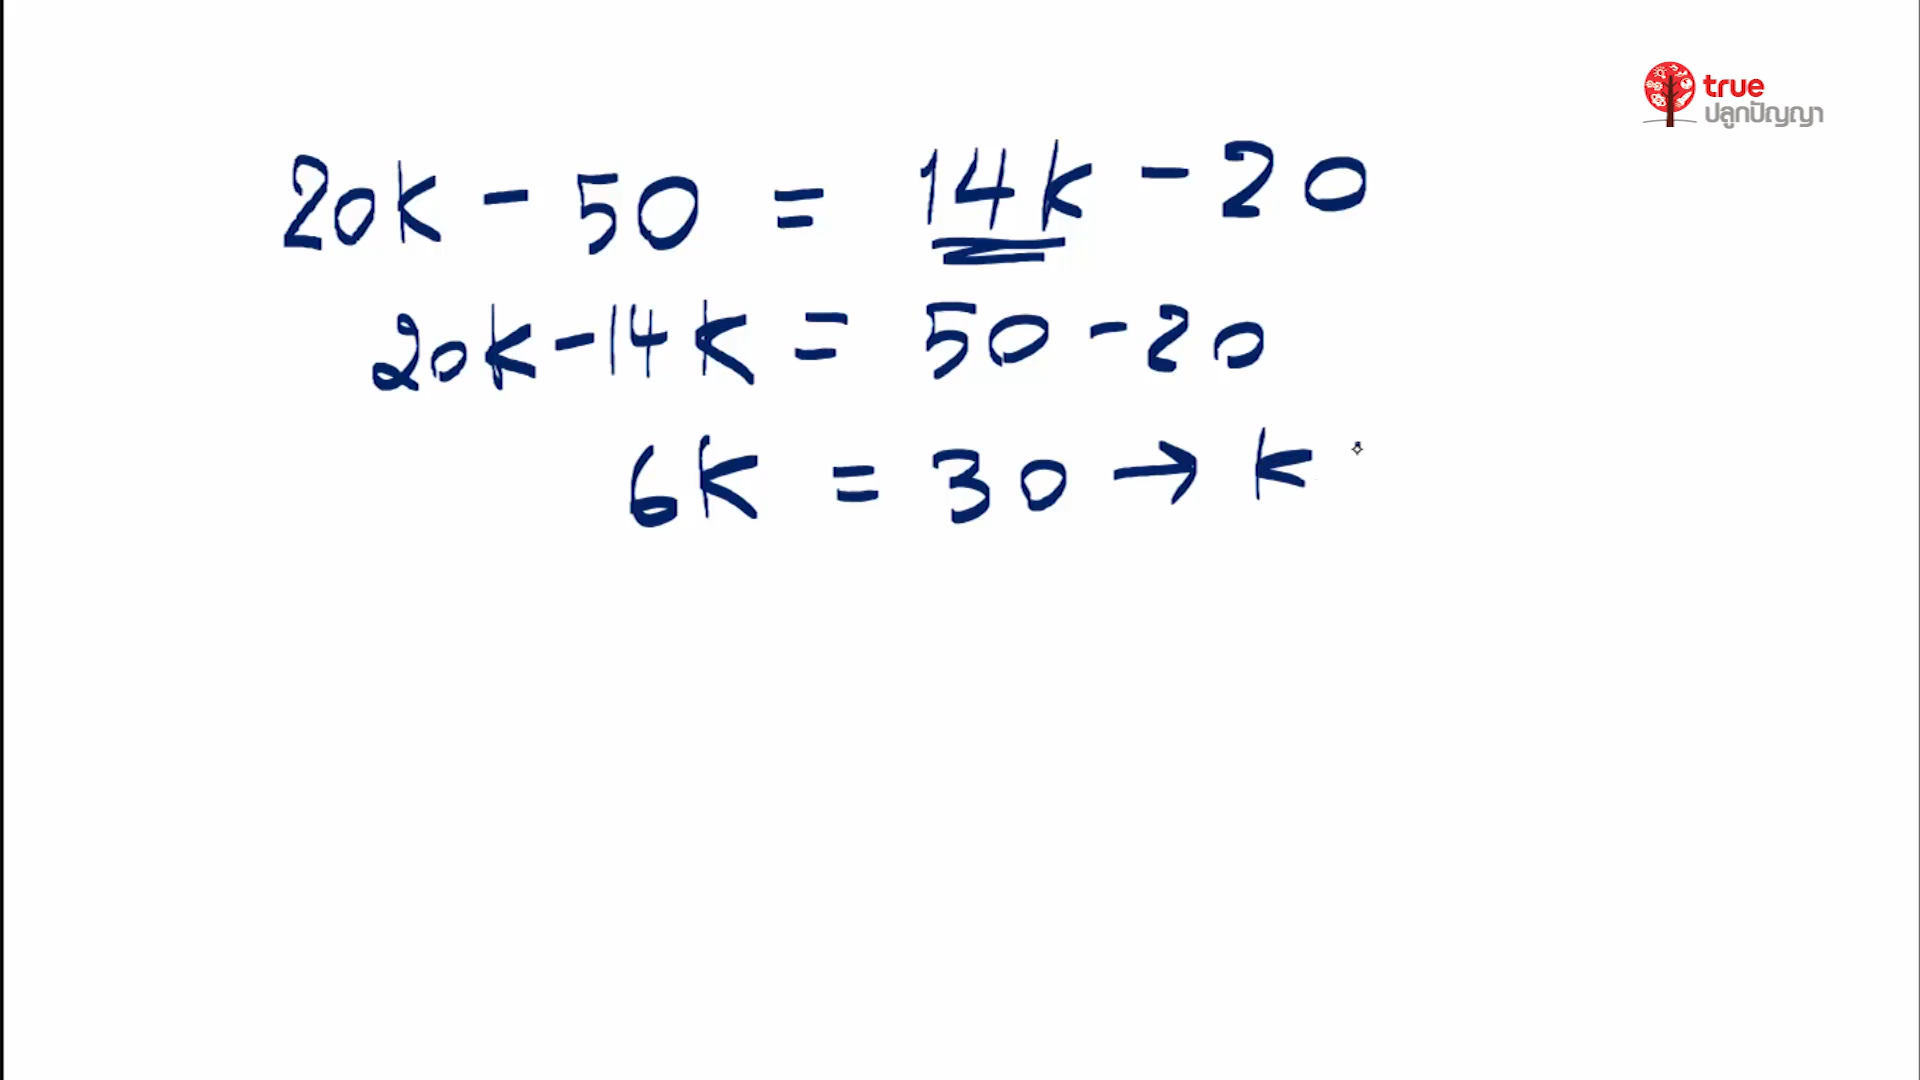 true
ปลูกปัญญา
20k - 50 = 14k - 20
20k - 14k = 50 - 20
6k = 30 → k